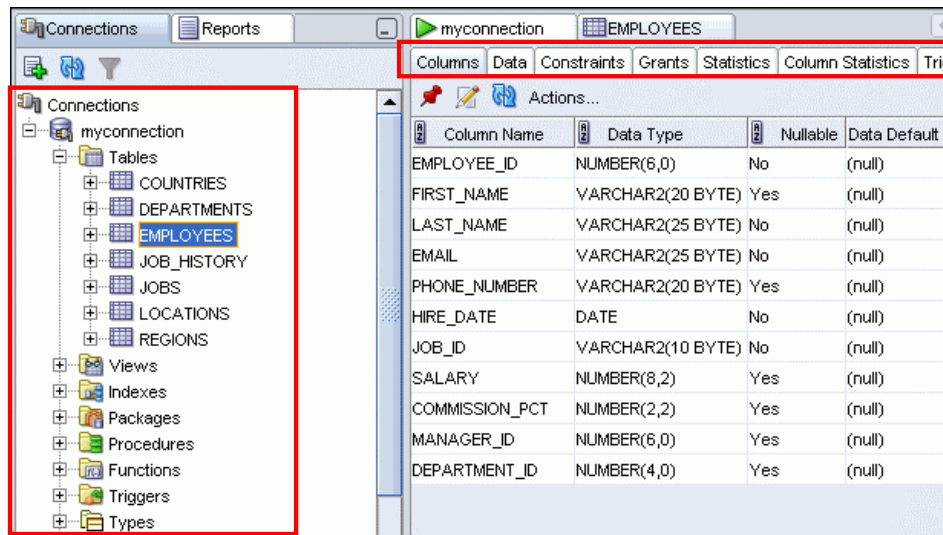 Connections Reports
Connections
myconnection
Tables
COUNTRIES
DEPARTMENTS
EMPLOYEES
JOB_HISTORY
JOBS
LOCATIONS
REGIONS
Views
Indexes
Packages
Procedures
Functions
Triggers
Types
myconnection EMPLOYEES
Columns Data Constraints Grants Statistics Column Statistics Tri
Actions...
Column Name Data Type Nullable Data Default
EMPLOYEE_ID NUMBER(6,0) No (null)
FIRST_NAME VARCHAR2(20 BYTE) Yes (null)
LAST_NAME VARCHAR2(25 BYTE) No (null)
EMAIL VARCHAR2(25 BYTE) No (null)
PHONE_NUMBER VARCHAR2(20 BYTE) Yes (null)
HIRE_DATE DATE No (null)
JOB_ID VARCHAR2(10 BYTE) No (null)
SALARY NUMBER(8,2) Yes (null)
COMMISSION_PCT NUMBER(2,2) Yes (null)
MANAGER_ID NUMBER(6,0) Yes (null)
DEPARTMENT_ID NUMBER(4,0) Yes (null)